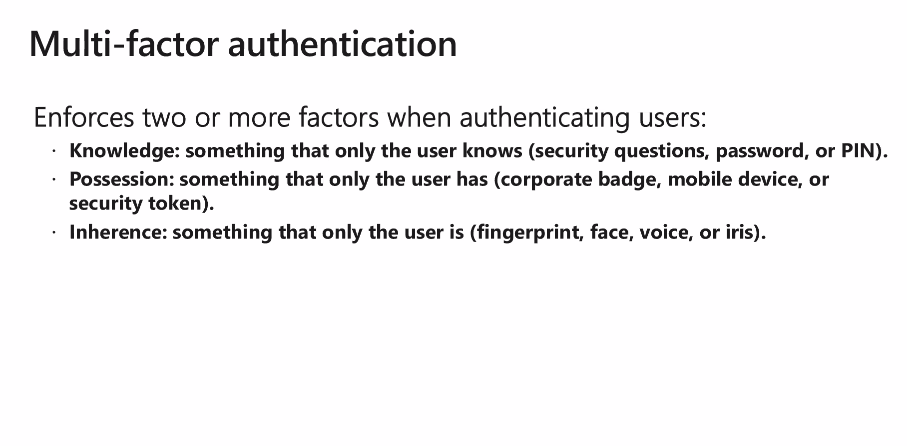 Multi-factor authentication
Enforces two or more factors when authenticating users:
· Knowledge: something that only the user knows (security questions, password, or PIN).
· Possession: something that only the user has (corporate badge, mobile device, or
security token).
· Inherence: something that only the user is (fingerprint, face, voice, or iris).